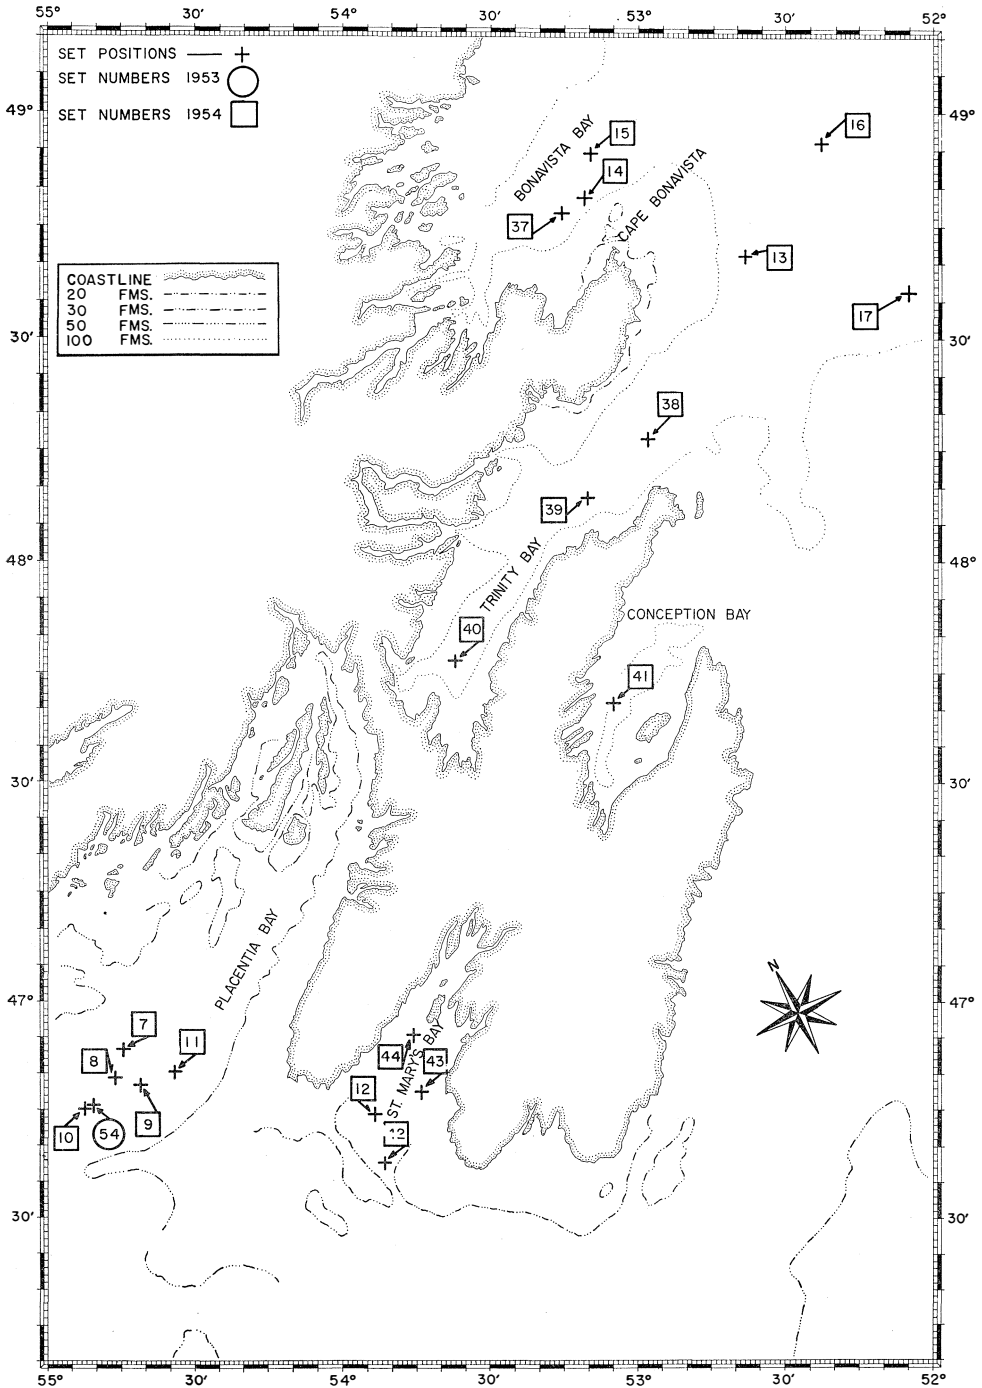 55° 30′ 54° 30′ 53° 30′ 52°
SET POSITIONS
SET NUMBERS 1953
SET NUMBERS 1954
49° 49°
16
15
BONAVISTA BAY
14
CAPE BONAVISTA
37
13
COASTLINE
20 FMS.
30 FMS.
50 FMS.
100 FMS.
17
30′ 30′
38
39
TRINITY BAY
48° 48°
CONCEPTION BAY
40
41
30′ 30′
PLACENTIA BAY
N
47° 47°
7
11
8
44
ST. MARY'S BAY
43
12
9
10
54
30′ 30′
55° 30′ 54° 30′ 53° 30′ 52°